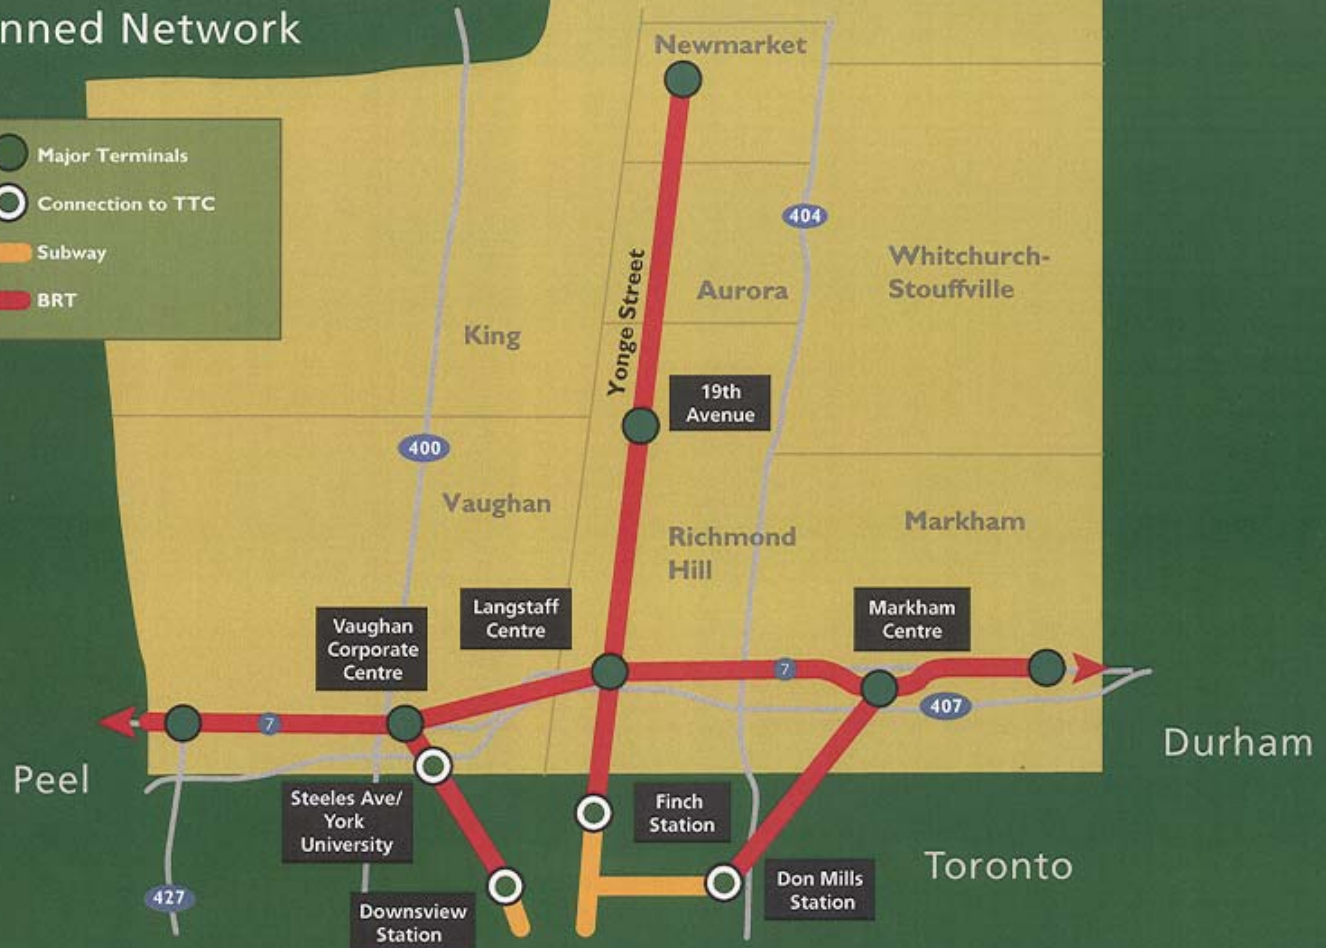 nned Network
Newmarket
Major Terminals
Connection to TTC
Subway
BRT
404
Whitchurch-
Stouffville
Aurora
Yonge Street
King
19th
Avenue
400
Vaughan
Markham
Richmond
Hill
Langstaff
Centre
Markham
Centre
Vaughan
Corporate
Centre
7
7
407
Durham
Peel
Steeles Ave/
York
University
Finch
Station
Toronto
427
Don Mills
Station
Downsview
Station